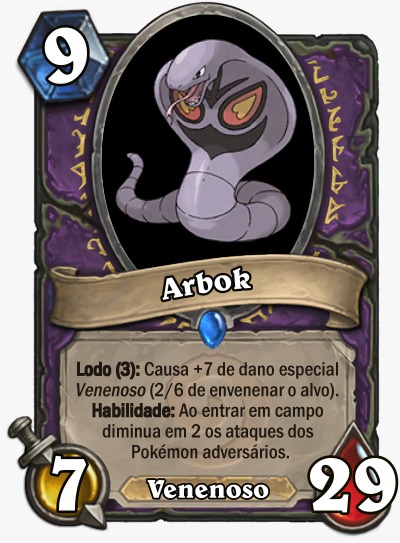 9
Arbok
Lodo (3): Causa +7 de dano especial
Venenoso (2/6 de envenenar o alvo).
Habilidade: Ao entrar em campo
diminua em 2 os ataques dos
Pokémon adversários.
7
Venenoso
29